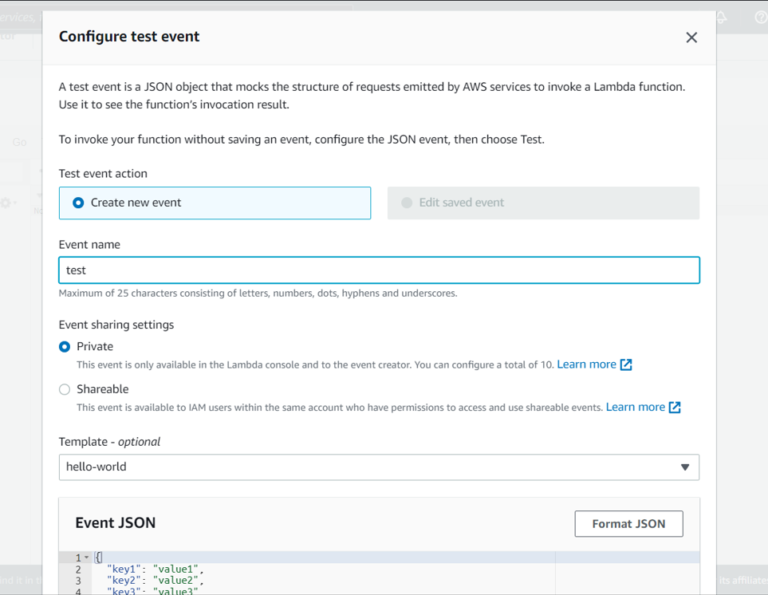 Configure test event
A test event is a JSON object that mocks the structure of requests emitted by AWS services to invoke a Lambda function.
Use it to see the function's invocation result.
To invoke your function without saving an event, configure the JSON event, then choose Test.
Test event action
Create new event
Edit saved event
Event name
test
Maximum of 25 characters consisting of letters, numbers, dots, hyphens and underscores.
Event sharing settings
Private
This event is only available in the Lambda console and to the event creator. You can configure a total of 10. Learn more
Shareable
This event is available to IAM users within the same account who have permissions to access and use shareable events. Learn more
Template - optional
hello-world
Event JSON
Format JSON
1 {
2 "key1": "value1",
3 "key2": "value2",
4 "key3": "value3"
Go
its affiliates